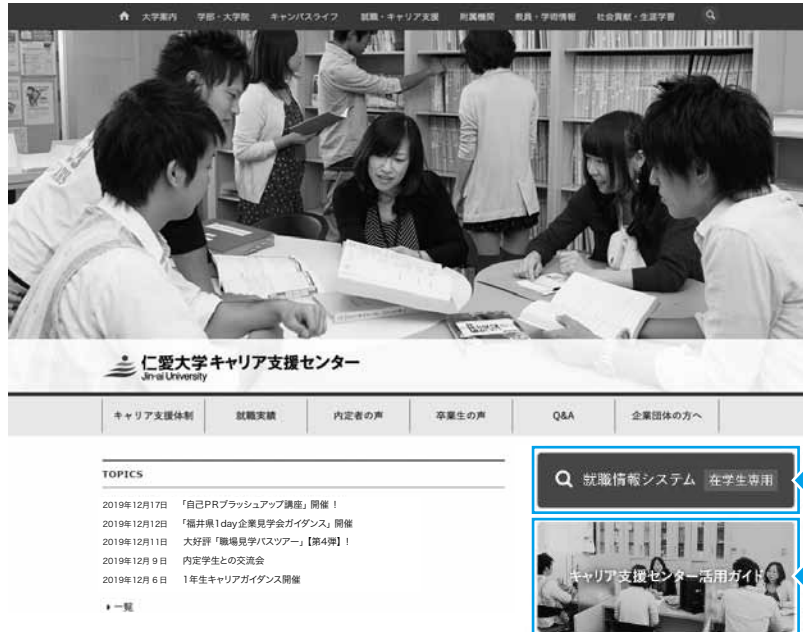 大学案内 学部・大学院 キャンパスライフ 就職・キャリア支援 附属機関 教員・学術情報 社会貢献・生涯学習
仁愛大学 キャリア支援センター
Jin-ai University
キャリア支援体制 就職実績 内定者の声 卒業生の声 Q&A 企業団体の方へ
TOPICS
2019年12月17日 「自己PRブラッシュアップ講座」開催！
2019年12月12日 「福井県1day企業見学会ガイダンス」開催
2019年12月11日 大好評「職場見学バスツアー」【第4弾】！
2019年12月 9日 内定学生との交流会
2019年12月 6日 1年生キャリアガイダンス開催
一覧
就職情報システム 在学生専用
キャリア支援センター活用ガイド